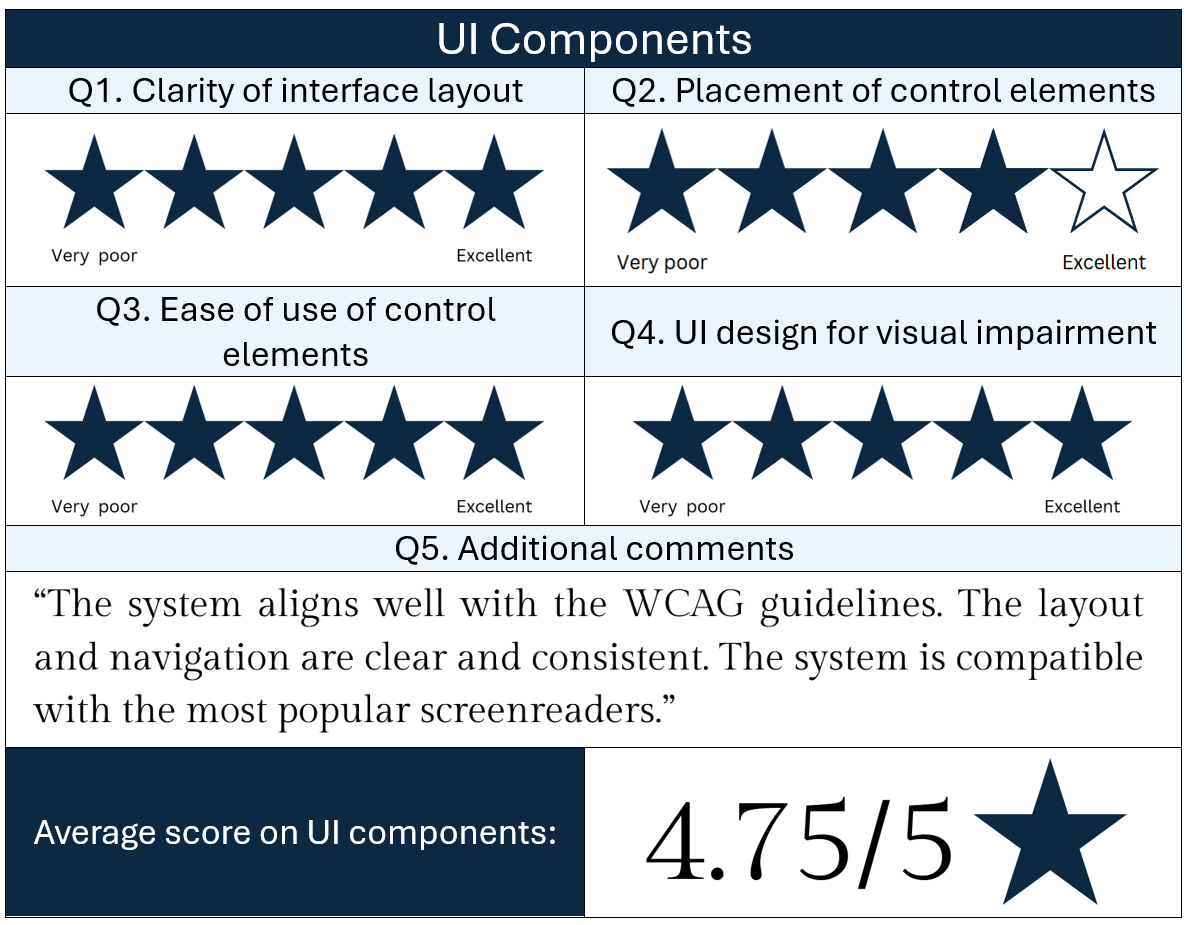 UI Components
Q1. Clarity of interface layout
Q2. Placement of control elements
Very poor
Excellent
Very poor
Excellent
Q3. Ease of use of control
elements
Q4. UI design for visual impairment
Very poor
Excellent
Very poor
Excellent
Q5. Additional comments
“The system aligns well with the WCAG guidelines. The layout
and navigation are clear and consistent. The system is compatible
with the most popular screenreaders.”
Average score on UI components:
4.75/5